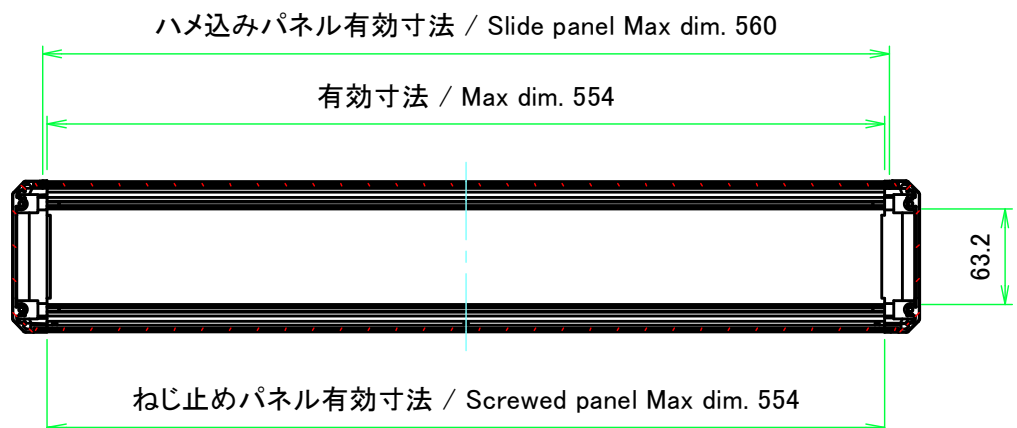 ハメ込みパネル有効寸法 / Slide panel Max dim. 560
有効寸法 / Max dim. 554
63.2
ねじ止めパネル有効寸法 / Screwed panel Max dim. 554